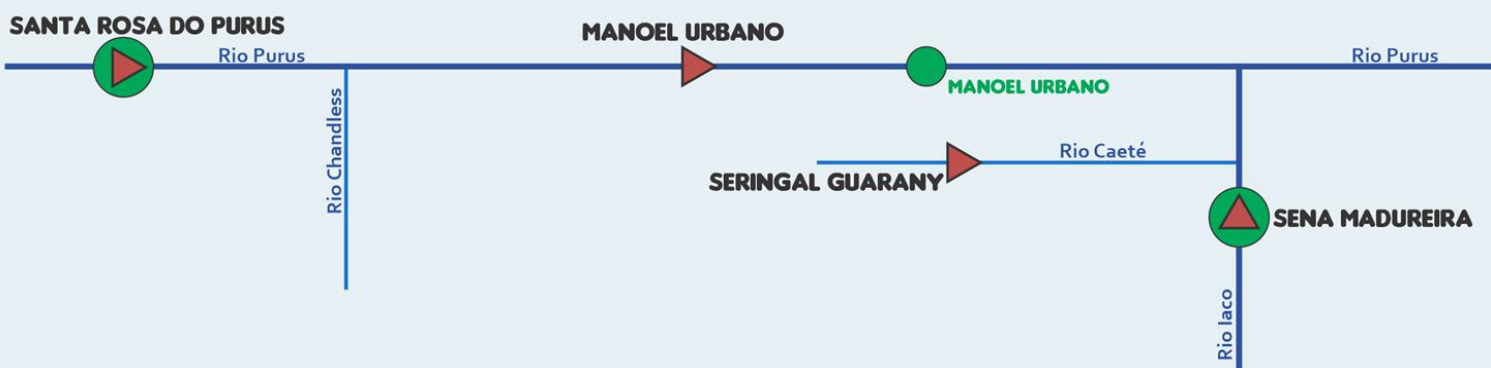 SANTA ROSA DO PURUS
MANOEL URBANO
Rio Purus
Rio Purus
MANOEL URBANO
Rio Chandless
Rio Caeté
SERINGAL GUARANY
SENA MADUREIRA
Rio Iaco